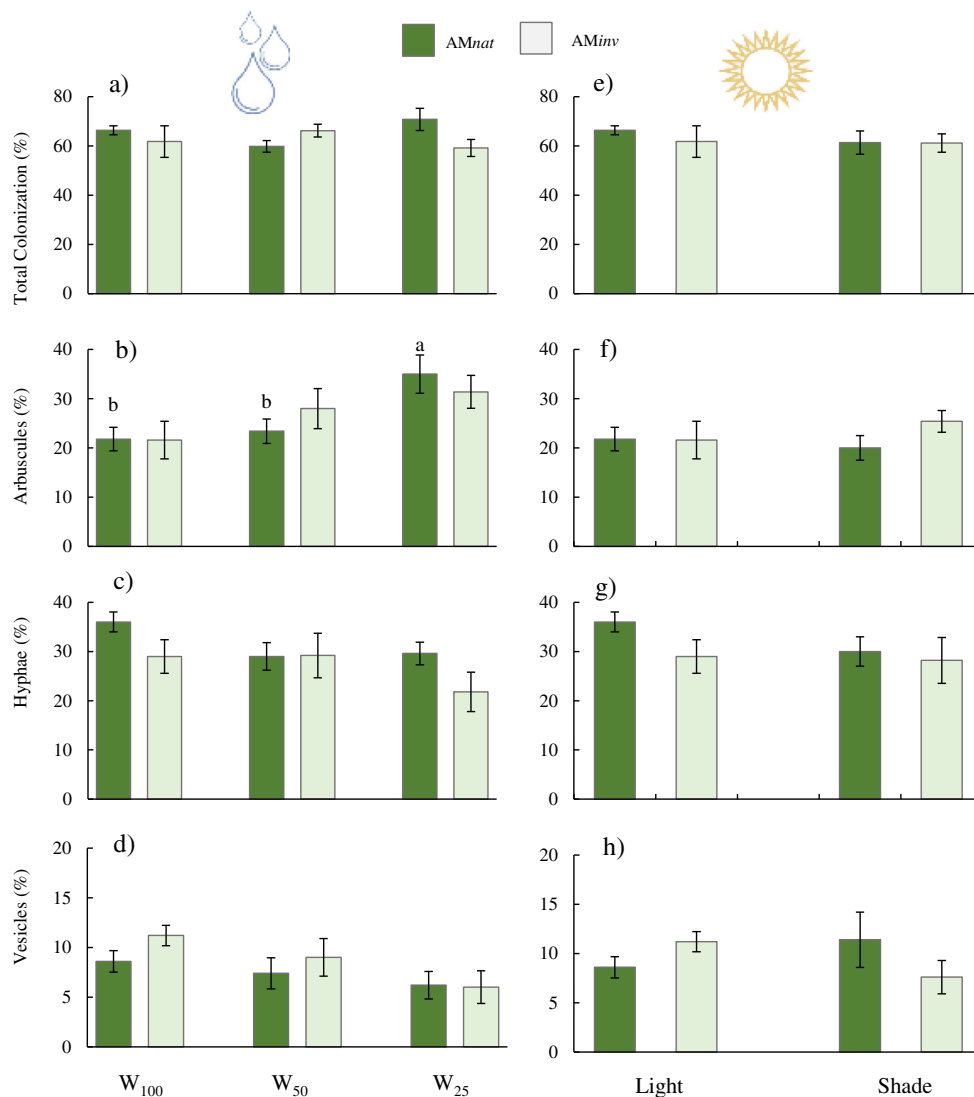 AMnat AMinv
a) e)
Total Colonization (%)
80 80
60 60
40 40
20 20
0 0
b) f)
Arbuscules (%)
40 a 40
30 30
b b
20 20
10 10
0 0
c) g)
Hyphae (%)
40 40
30 30
20 20
10 10
0 0
d) h)
Vesicles (%)
20 20
15 15
10 10
5 5
0 0
W₁₀₀ W₅₀ W₂₅ Light Shade